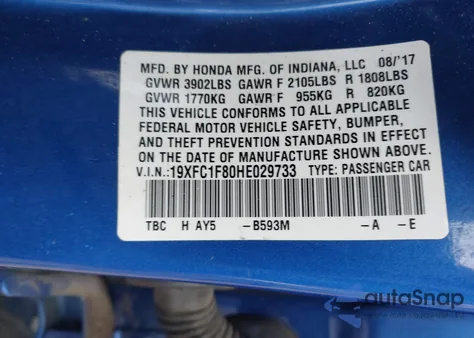 MFD. BY HONDA MFG. OF INDIANA, LLC 08/'17
GVWR 3902LBS GAWR F 2105LBS R 1808LBS
GVWR 1770KG GAWR F 955KG R 820KG
THIS VEHICLE CONFORMS TO ALL APPLICABLE
FEDERAL MOTOR VEHICLE SAFETY, BUMPER,
AND THEFT PREVENTION STANDARDS IN EFFECT
ON THE DATE OF MANUFACTURE SHOWN ABOVE.
V.I.N.:19XFC1F80HE029733 TYPE: PASSENGER CAR
TBC H AY5 -B593M -A -E
autoSnap